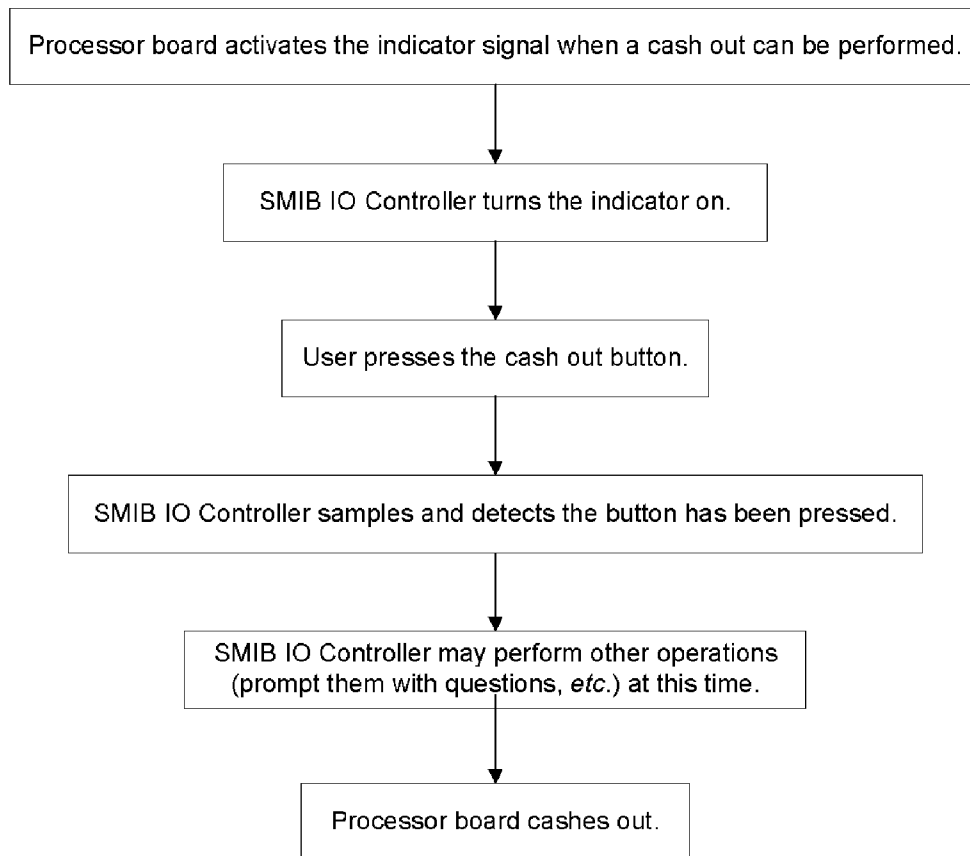 Processor board activates the indicator signal when a cash out can be performed.
SMIB IO Controller turns the indicator on.
User presses the cash out button.
SMIB IO Controller samples and detects the button has been pressed.
SMIB IO Controller may perform other operations
(prompt them with questions, etc.) at this time.
Processor board cashes out.